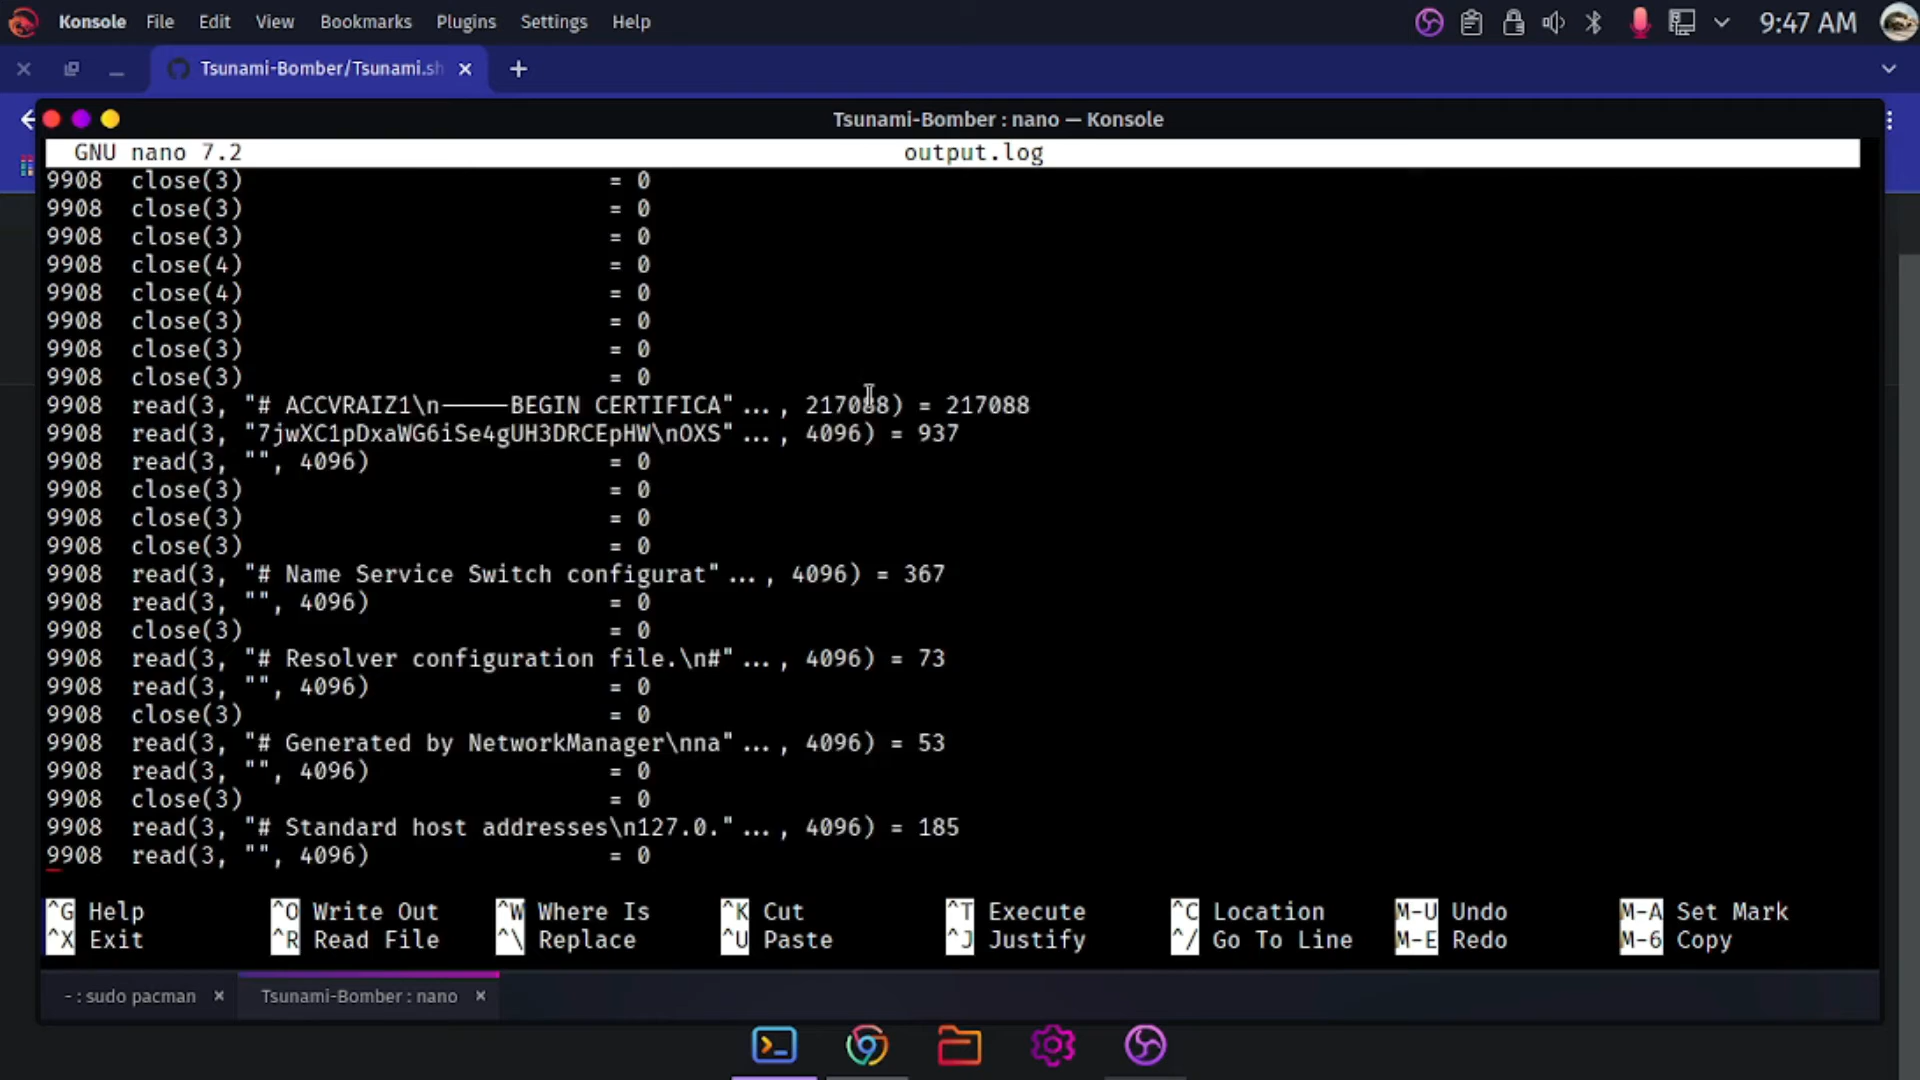 Konsole File Edit View Bookmarks Plugins Settings Help 9:47 AM
Tsunami-Bomber/Tsunami.sh
Tsunami-Bomber : nano — Konsole
GNU nano 7.2 output.log
9908 close(3) = 0
9908 close(3) = 0
9908 close(3) = 0
9908 close(4) = 0
9908 close(4) = 0
9908 close(3) = 0
9908 close(3) = 0
9908 close(3) = 0
9908 read(3, "# ACCVRAIZ1\n-----BEGIN CERTIFICA"..., 217088) = 217088
9908 read(3, "7jwXC1pDxaWG6iSe4gUH3DRCEpHW\nOXS"..., 4096) = 937
9908 read(3, "", 4096) = 0
9908 close(3) = 0
9908 close(3) = 0
9908 close(3) = 0
9908 read(3, "# Name Service Switch configurat"..., 4096) = 367
9908 read(3, "", 4096) = 0
9908 close(3) = 0
9908 read(3, "# Resolver configuration file.\n#"..., 4096) = 73
9908 read(3, "", 4096) = 0
9908 close(3) = 0
9908 read(3, "# Generated by NetworkManager\nna"..., 4096) = 53
9908 read(3, "", 4096) = 0
9908 close(3) = 0
9908 read(3, "# Standard host addresses\n127.0."..., 4096) = 185
9908 read(3, "", 4096) = 0
^G Help ^O Write Out ^W Where Is ^K Cut ^T Execute ^C Location M-U Undo M-A Set Mark
^X Exit ^R Read File ^\ Replace ^U Paste ^J Justify ^/ Go To Line M-E Redo M-6 Copy
- : sudo pacman Tsunami-Bomber : nano